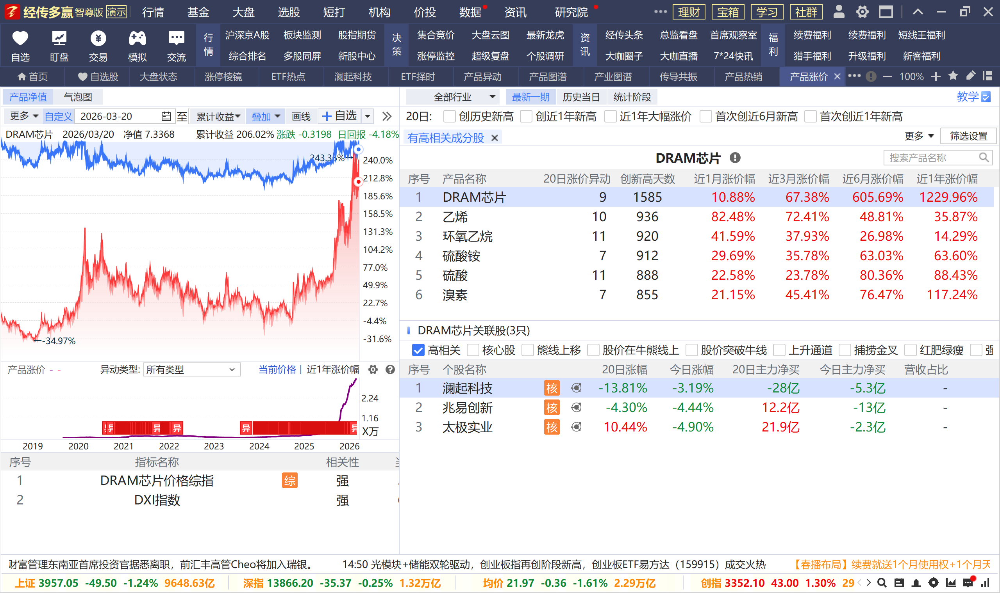 经传多赢 智尊版 演示 行情 基金 大盘 选股 短打 机构 价投 数据 资讯 研究院 理财 宝箱 学习 社群
自选 盯盘 交易 模拟 交流
行情 沪深京A股 板块监测 股指期货 决策 集合竞价 大盘云图 最新龙虎 资讯 经传头条 总监看盘 首席观察室 福利 续费福利 续费福利 短线王福利
综合排名 多股同屏 新股中心 涨停监控 超级复盘 个股调研 大咖圈子 大咖直播 7*24快讯 猎手福利 升级福利 新客福利
首页 自选股 大盘状态 涨停棱镜 ETF热点 澜起科技 ETF择时 产品异动 产品图谱 产业图谱 传导共振 产品热销 产品涨价 100%
产品净值 气泡图
更多 自定义 2026-03-20 至 累计收益 叠加 画线 自选
DRAM芯片 2026/03/20 净值 7.3368 累计收益 206.02% 涨跌 -0.3198 日回报 -4.18%
243.33%
240.0%
212.8%
185.6%
158.5%
131.3%
104.2%
77.0%
49.9%
22.7%
-4.4%
-31.6%
-34.97%
产品涨价 - - 异动类型: 所有类型 当前价格 近1年涨价幅
2.24
1.16
X万
异 异 异 异 异
2019 2020 2021 2022 2023 2024 2025 2026
序号 指标名称 相关性
1 DRAM芯片价格综指 综 强
2 DXI指数 强
全部行业 最新一期 历史当日 统计阶段 教学
20日: 创历史新高 创近1年新高 近1年大幅涨价 首次创近6月新高 首次创近1年新高
有高相关成分股 更多 筛选设置
DRAM芯片 搜索产品名称
序号 产品名称 20日涨价异动 创新高天数 近1月涨价幅 近3月涨价幅 近6月涨价幅 近1年涨价幅
1 DRAM芯片 9 1585 10.88% 67.38% 605.69% 1229.96%
2 乙烯 10 936 82.48% 72.41% 48.81% 35.87%
3 环氧乙烷 11 920 41.59% 37.93% 26.98% 14.29%
4 硫酸铵 7 912 29.69% 35.78% 63.03% 63.60%
5 硫酸 11 888 22.58% 23.78% 80.36% 88.43%
6 溴素 7 855 21.15% 45.41% 76.47% 117.24%
DRAM芯片关联股(3只)
高相关 核心股 熊线上移 股价在牛熊线上 股价突破牛线 上升通道 捕捞金叉 红肥绿瘦
序号 个股名称 20日涨幅 今日涨幅 20日主力净买 今日主力净买 营收占比
1 澜起科技 核 -13.81% -3.19% -28亿 -5.3亿 -
2 兆易创新 核 -4.30% -4.44% 12.2亿 -13亿 -
3 太极实业 核 10.44% -4.90% 21.9亿 -2.3亿 -
财富管理东南亚首席投资官据悉离职，前汇丰高管Cheo将加入瑞银。 14:50 光模块+储能双轮驱动，创业板指再创阶段新高，创业板ETF易方达（159915）成交火热 【春播布局】续费就送1个月使用权+1个月天
上证 3957.05 -49.50 -1.24% 9648.63亿 深指 13866.20 -35.37 -0.25% 1.32万亿 均价 21.97 -0.36 -1.61% 2.29万亿 创指 3352.10 43.00 1.30% 29